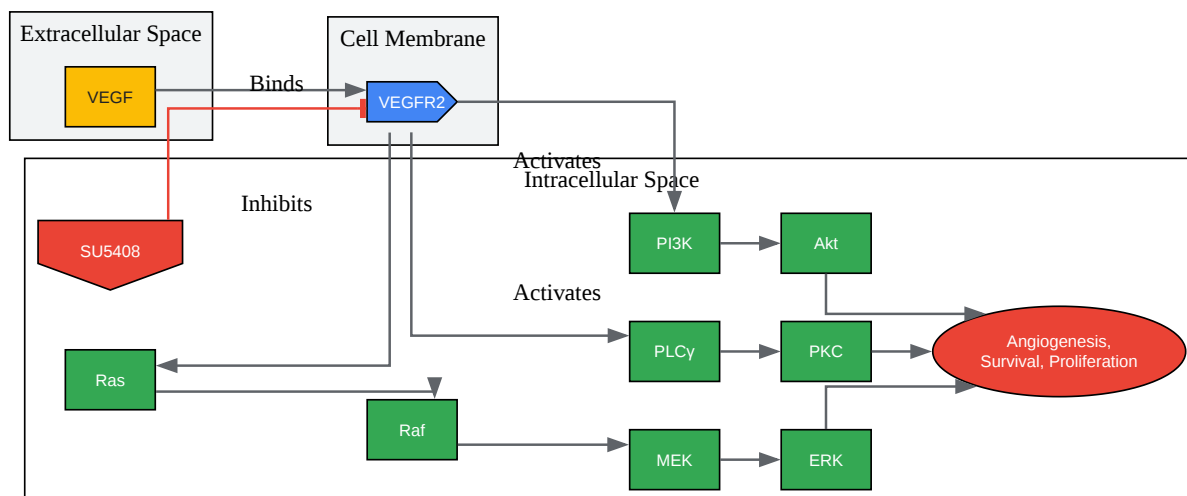 Extracellular Space
Cell Membrane
VEGF
Binds
VEGFR2
Activates
Intracellular Space
Inhibits
SU5408
PI3K
Akt
Activates
PLCγ
PKC
Angiogenesis,
Survival, Proliferation
Ras
Raf
MEK
ERK